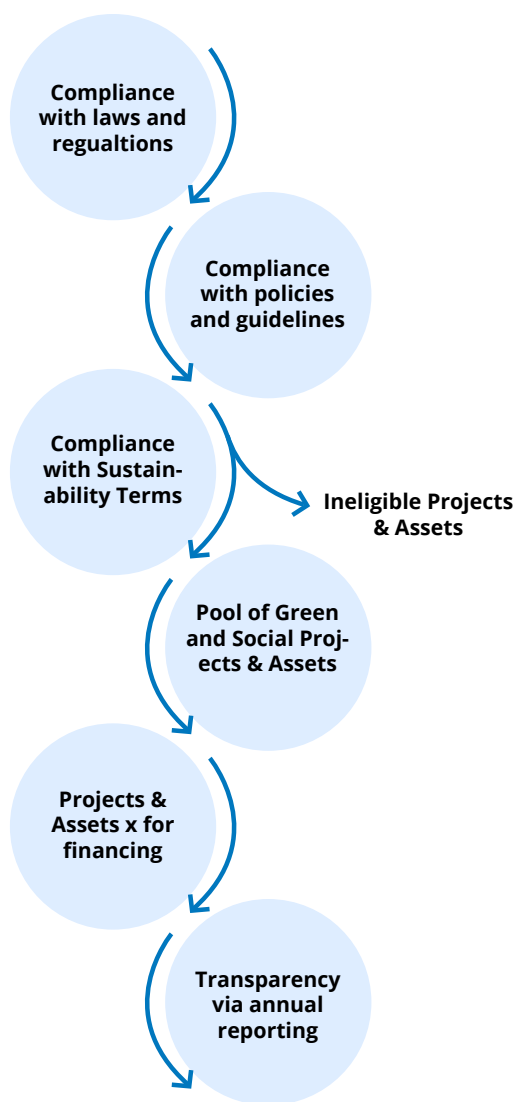 Compliance
with laws and
regualtions
Compliance
with policies
and guidelines
Compliance
with Sustain-
ability Terms
Ineligible Projects
& Assets
Pool of Green
and Social Proj-
ects & Assets
Projects &
Assets x for
financing
Transparency
via annual
reporting